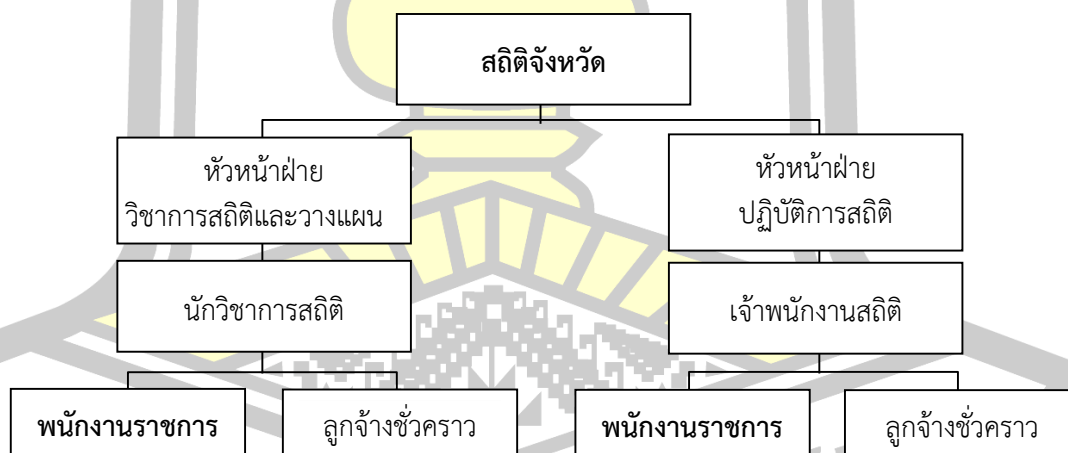 สถิติจังหวัด
หัวหน้าฝ่าย
วิชาการสถิติและวางแผน
หัวหน้าฝ่าย
ปฏิบัติการสถิติ
นักวิชาการสถิติ
เจ้าพนักงานสถิติ
พนักงานราชการ
ลูกจ้างชั่วคราว
พนักงานราชการ
ลูกจ้างชั่วคราว